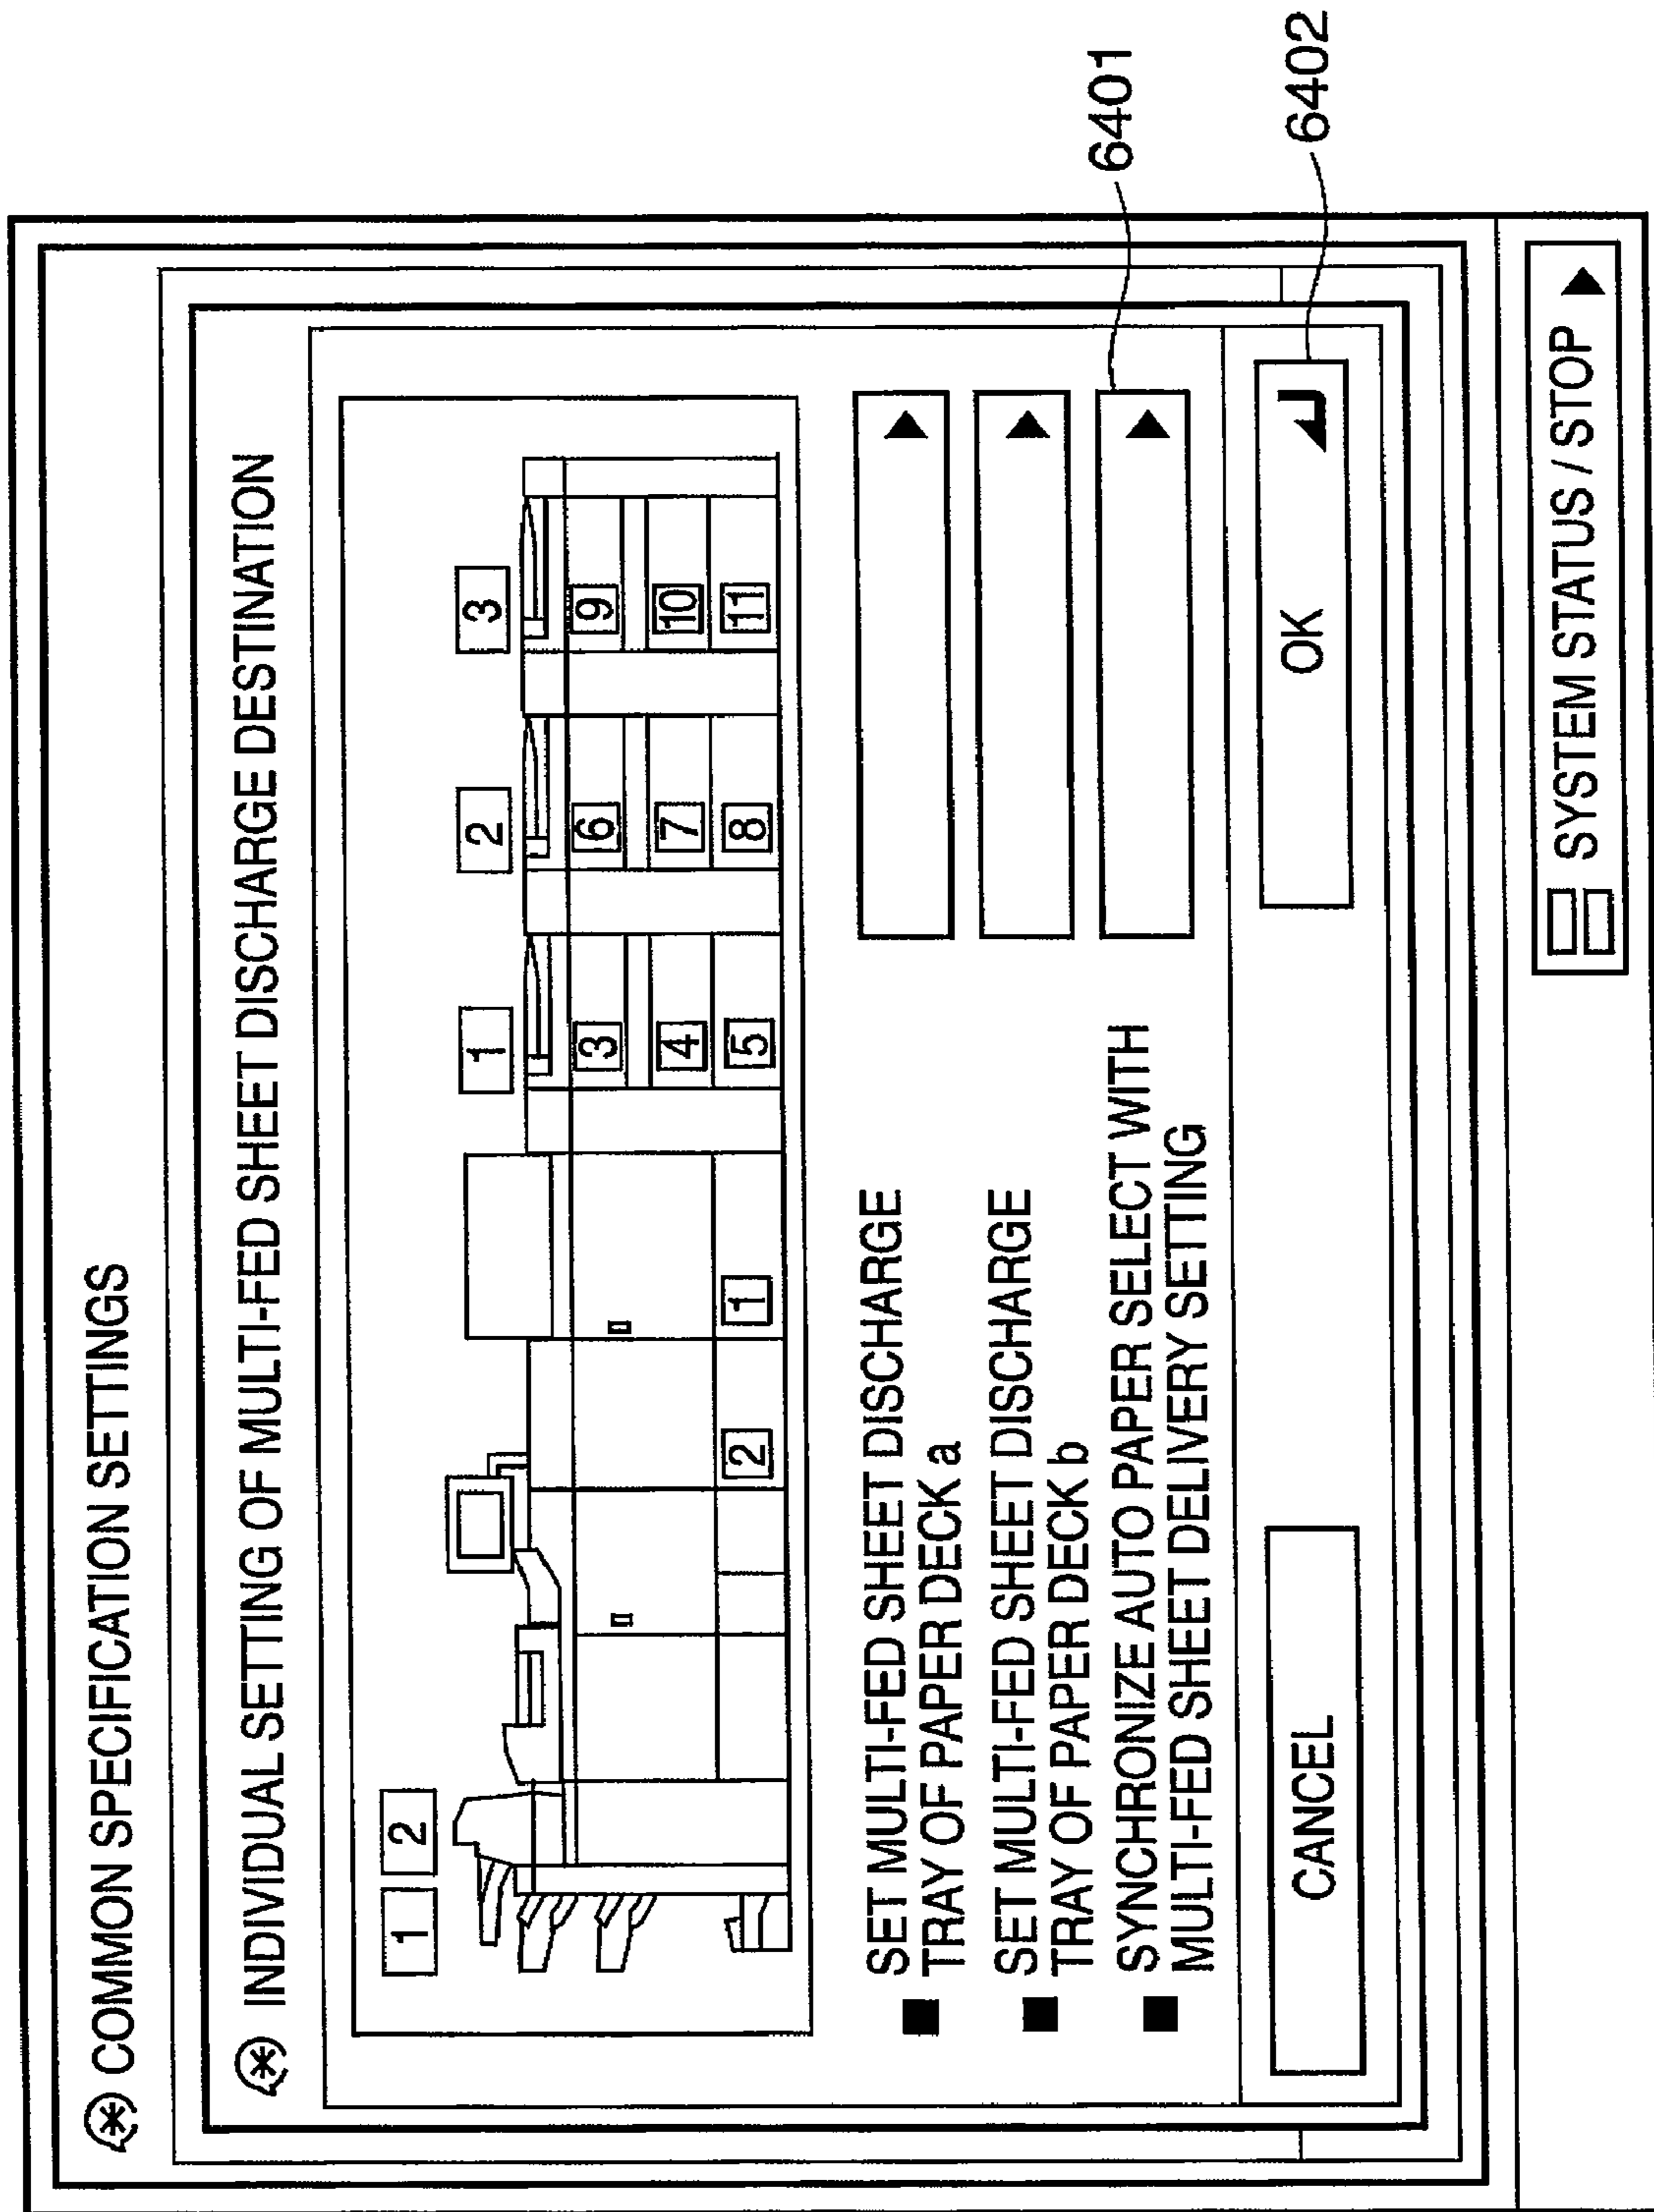 COMMON SPECIFICATION SETTINGS
INDIVIDUAL SETTING OF MULTI-FED SHEET DISCHARGE DESTINATION
1 2
1 2 3
3 6 9
4 7 10
2 1 5 8 11
SET MULTI-FED SHEET DISCHARGE
TRAY OF PAPER DECK a
SET MULTI-FED SHEET DISCHARGE
TRAY OF PAPER DECK b
SYNCHRONIZE AUTO PAPER SELECT WITH
MULTI-FED SHEET DELIVERY SETTING
6401
CANCEL
OK
6402
SYSTEM STATUS / STOP